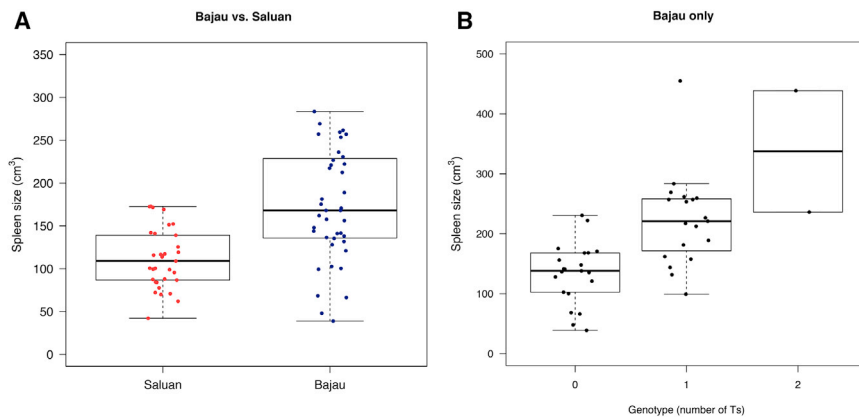 A
Bajau vs. Saluan
Spleen size (cm³)
350
300
250
200
150
100
50
0
Saluan
Bajau
B
Bajau only
Spleen size (cm³)
500
400
300
200
100
0
0
1
2
Genotype (number of Ts)